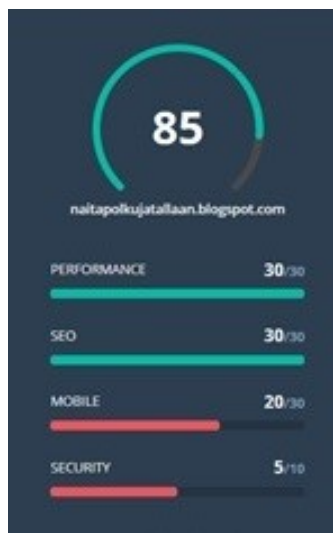 85
naitapolkujatallaan.blogspot.com
PERFORMANCE 30/30
SEO 30/30
MOBILE 20/30
SECURITY 5/10